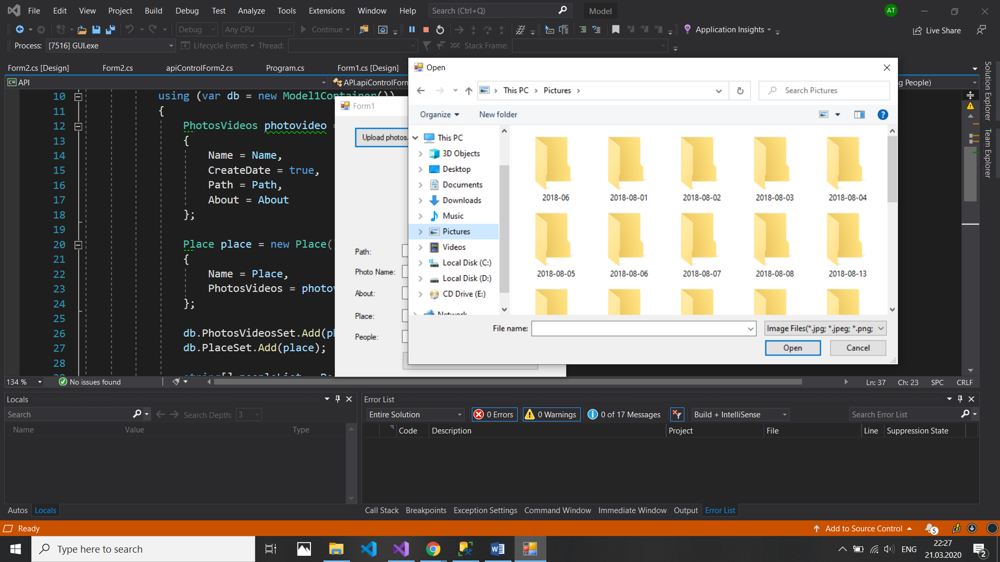 File Edit View Project Build Debug Test Analyze Tools Extensions Window Help Search (Ctrl+Q) Model AT
Debug Any CPU Continue Application Insights Live Share
Process: [7516] GUI.exe Lifecycle Events Thread: Stack Frame:
Form2.cs [Design] Form2.cs apiControlForm2.cs Program.cs Form1.cs [Design]
C# API API.apiControlForm g People)
10 using (var db = new Model1Container())
11 {
12 PhotosVideos photovideo =
13 {
14 Name = Name,
15 CreateDate = true,
16 Path = Path,
17 About = About
18 };
19
20 Place place = new Place()
21 {
22 Name = Place,
23 PhotosVideos = photov
24 };
25
26 db.PhotosVideosSet.Add(ph
27 db.PlaceSet.Add(place);
28
Form1
Upload photos.
Path:
Photo Name:
About:
Place:
People:
Open
This PC Pictures Search Pictures
Organize New folder
This PC
3D Objects
Desktop
Documents
Downloads
Music
Pictures
Videos
Local Disk (C:)
Local Disk (D:)
CD Drive (E:)
Network
2018-06 2018-08-01 2018-08-02 2018-08-03 2018-08-04
2018-08-05 2018-08-06 2018-08-07 2018-08-08 2018-08-13
File name: Image Files(*.jpg; *.jpeg; *.png;
Open Cancel
Solution Explorer
Team Explorer
134 % No issues found Ln: 37 Ch: 23 SPC CRLF
Locals
Search Search Depth: 3
Name Value Type
Autos Locals
Error List
Entire Solution 0 Errors 0 Warnings 0 of 17 Messages Build + IntelliSense Search Error List
Code Description Project File Line Suppression State
Call Stack Breakpoints Exception Settings Command Window Immediate Window Output Error List
Ready Add to Source Control 5
Type here to search ENG 22:27
21.03.2020 2